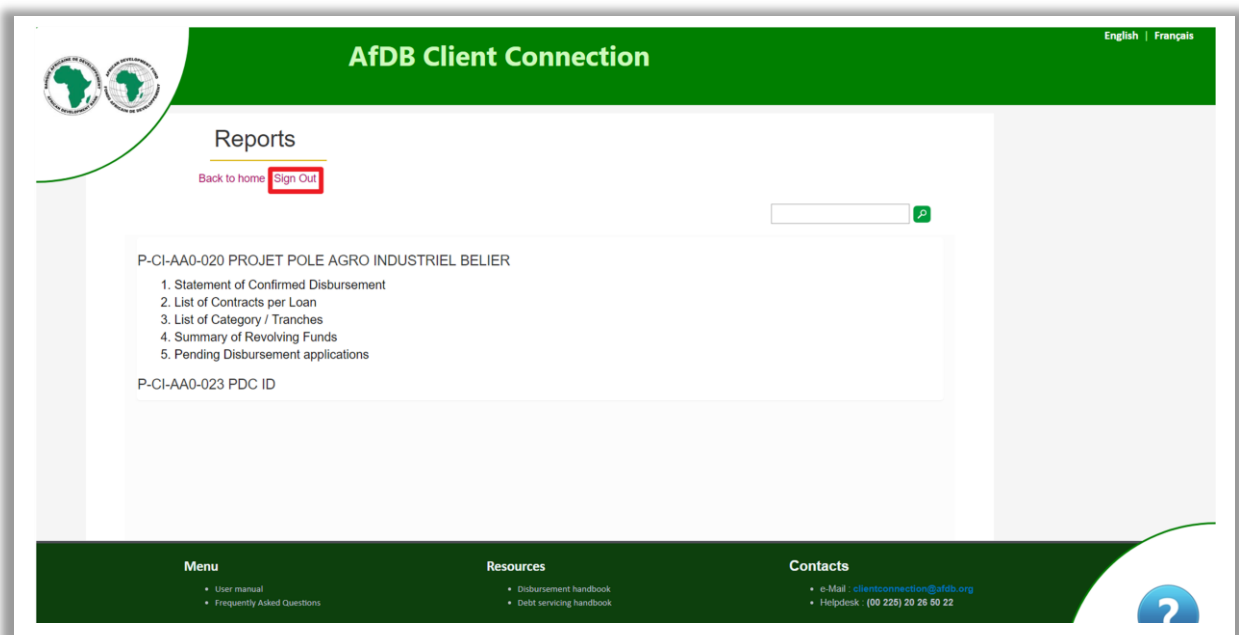 English | Français
AfDB Client Connection
Reports
Back to home Sign Out
P-CI-AA0-020 PROJET POLE AGRO INDUSTRIEL BELIER
1. Statement of Confirmed Disbursement
2. List of Contracts per Loan
3. List of Category / Tranches
4. Summary of Revolving Funds
5. Pending Disbursement applications
P-CI-AA0-023 PDC ID
Menu
• User manual
• Frequently Asked Questions
Resources
• Disbursement handbook
• Debt servicing handbook
Contacts
• e-Mail : clientconnection@afdb.org
• Helpdesk : (00 225) 20 26 50 22
?